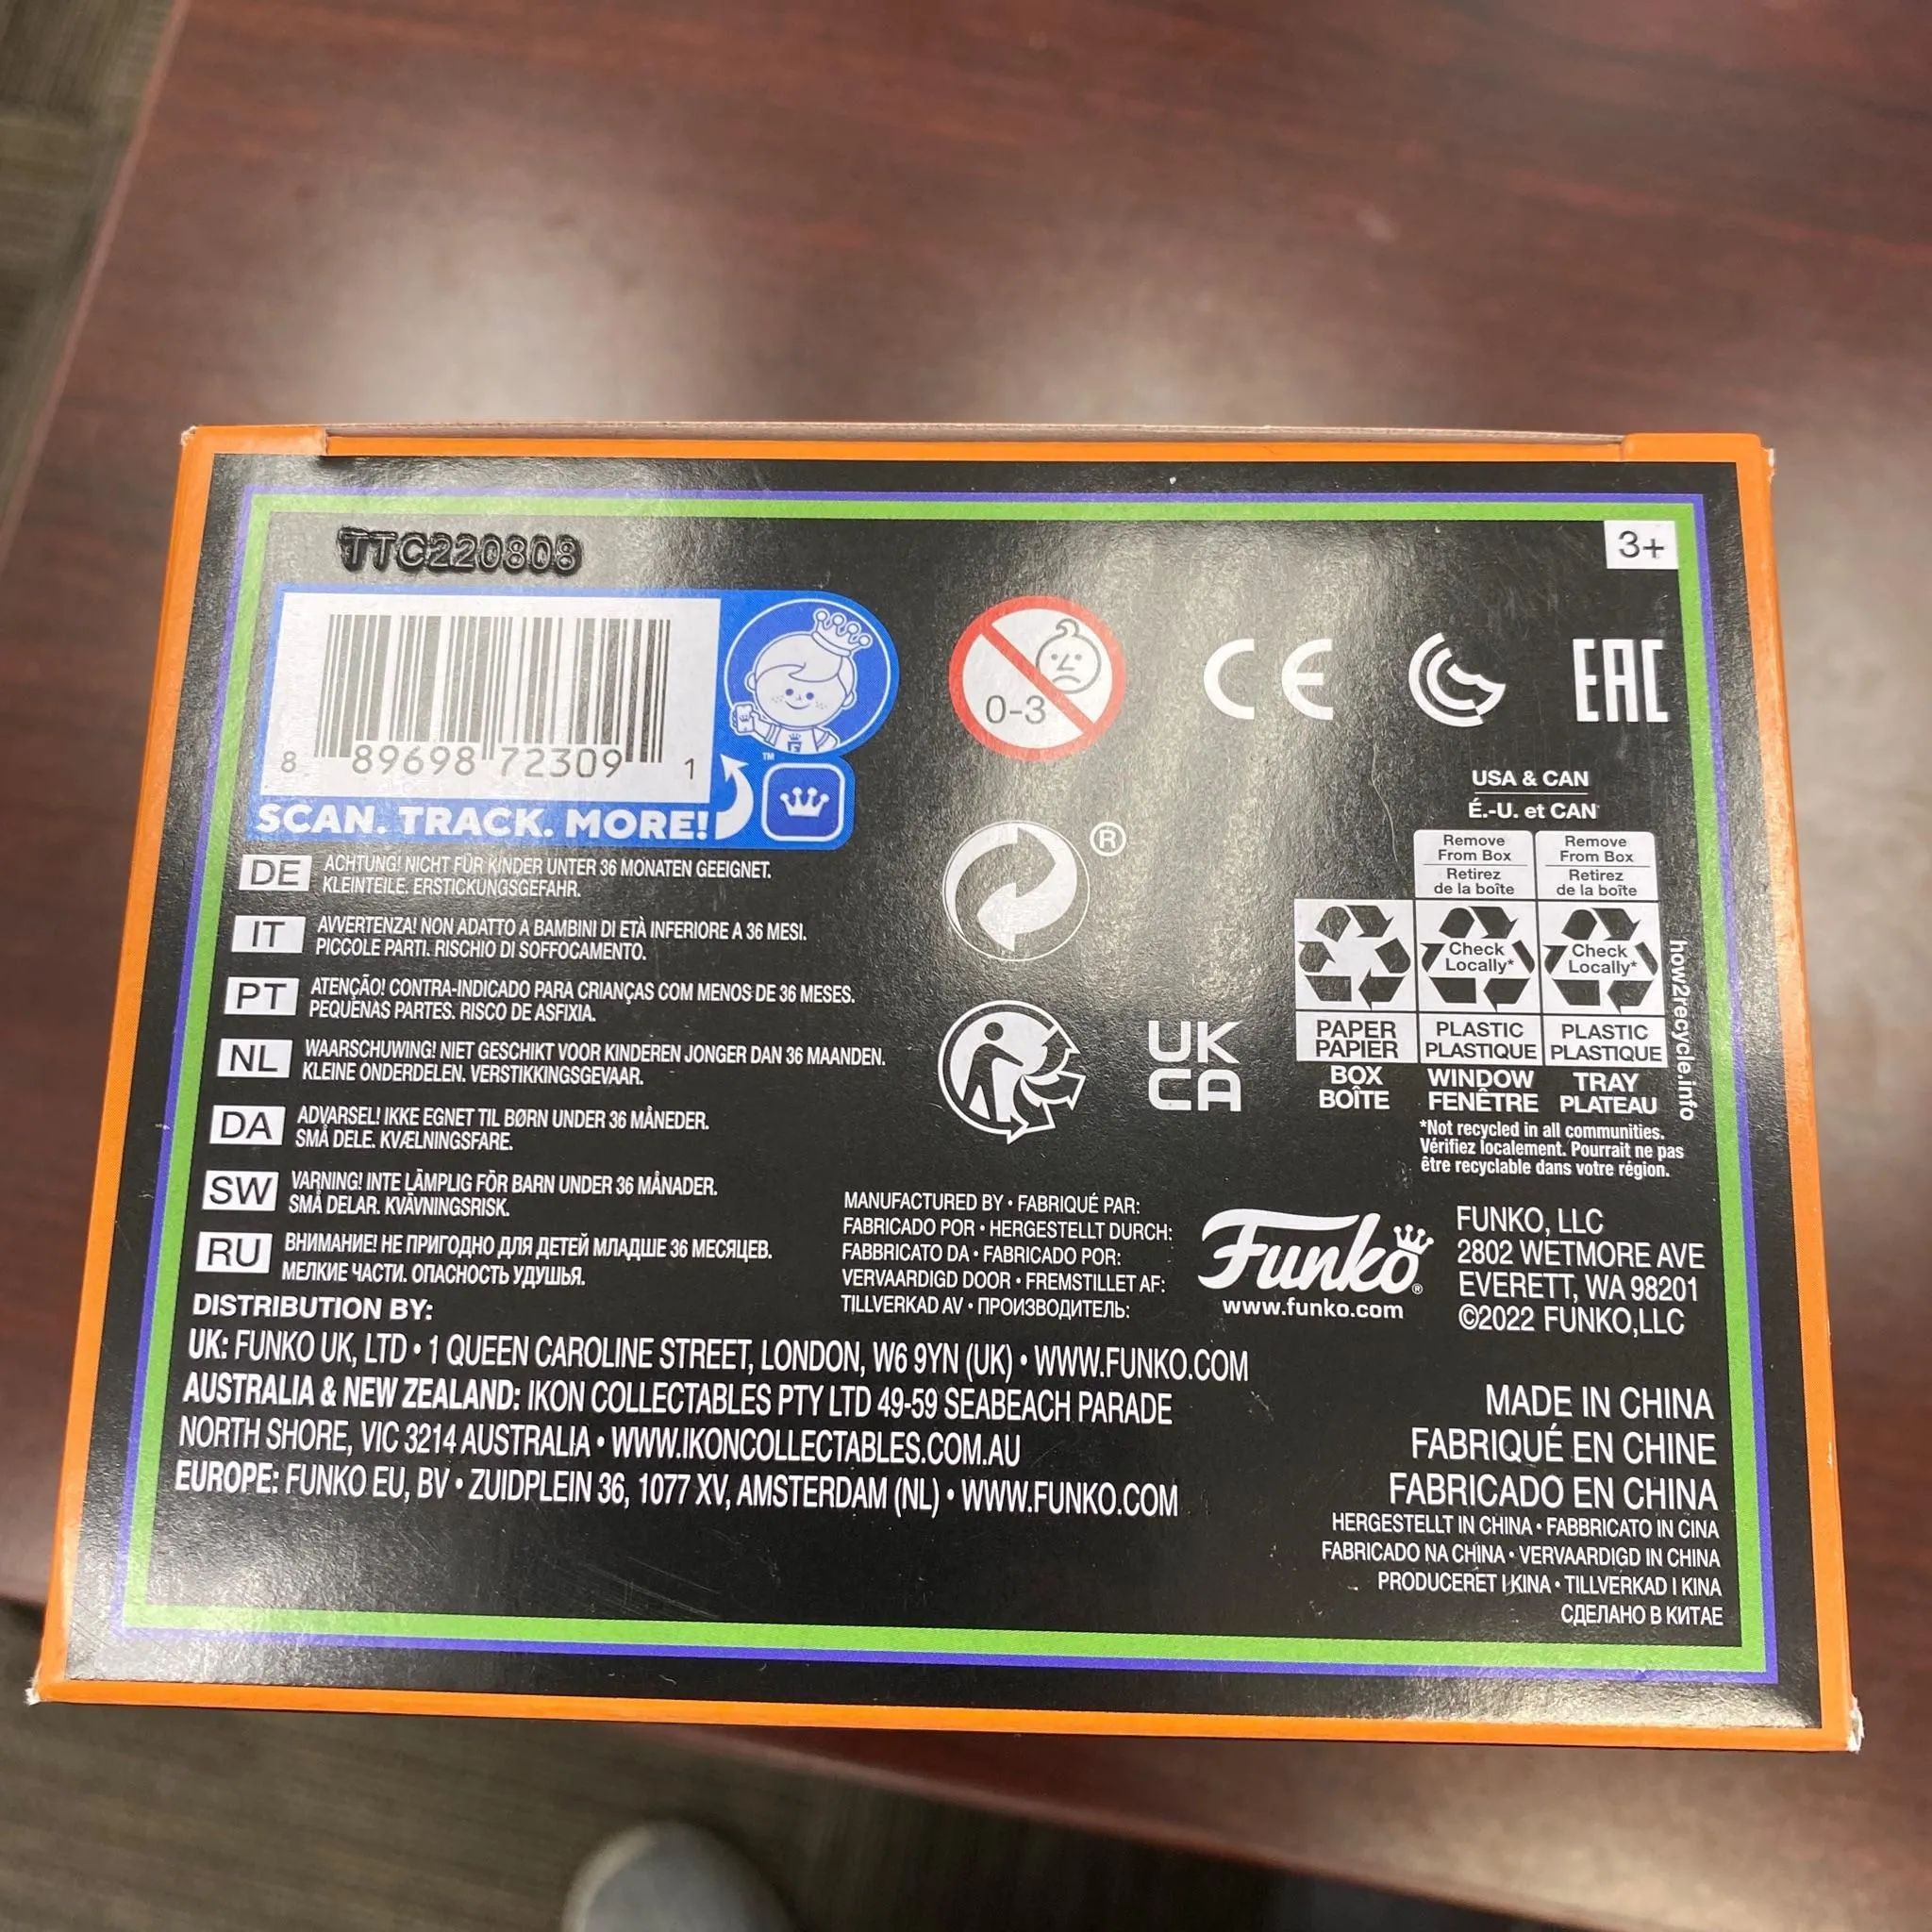 TTC220808
3+
8 89698 72309 1
™
SCAN. TRACK. MORE!
0-3
CE
EAC
USA & CAN
É.-U. et CAN
Remove
From Box
Retirez
de la boîte
Remove
From Box
Retirez
de la boîte
Check
Locally*
Check
Locally*
PAPER
PAPIER
PLASTIC
PLASTIQUE
PLASTIC
PLASTIQUE
BOX
BOÎTE
WINDOW
FENÊTRE
TRAY
PLATEAU
how2recycle.info
*Not recycled in all communities.
Vérifiez localement. Pourrait ne pas
être recyclable dans votre région.
®
UK
CA
DE ACHTUNG! NICHT FÜR KINDER UNTER 36 MONATEN GEEIGNET.
KLEINTEILE. ERSTICKUNGSGEFAHR.
IT AVVERTENZA! NON ADATTO A BAMBINI DI ETÀ INFERIORE A 36 MESI.
PICCOLE PARTI. RISCHIO DI SOFFOCAMENTO.
PT ATENÇÃO! CONTRA-INDICADO PARA CRIANÇAS COM MENOS DE 36 MESES.
PEQUENAS PARTES. RISCO DE ASFIXIA.
NL WAARSCHUWING! NIET GESCHIKT VOOR KINDEREN JONGER DAN 36 MAANDEN.
KLEINE ONDERDELEN. VERSTIKKINGSGEVAAR.
DA ADVARSEL! IKKE EGNET TIL BØRN UNDER 36 MÅNEDER.
SMÅ DELE. KVÆLNINGSFARE.
SW VARNING! INTE LÄMPLIG FÖR BARN UNDER 36 MÅNADER.
SMÅ DELAR. KVÄVNINGSRISK.
RU ВНИМАНИЕ! НЕ ПРИГОДНО ДЛЯ ДЕТЕЙ МЛАДШЕ 36 МЕСЯЦЕВ.
МЕЛКИЕ ЧАСТИ. ОПАСНОСТЬ УДУШЬЯ.
MANUFACTURED BY • FABRIQUÉ PAR:
FABRICADO POR • HERGESTELLT DURCH:
FABBRICATO DA • FABRICADO POR:
VERVAARDIGD DOOR • FREMSTILLET AF:
TILLVERKAD AV • ПРОИЗВОДИТЕЛЬ:
Funko®
www.funko.com
FUNKO, LLC
2802 WETMORE AVE
EVERETT, WA 98201
©2022 FUNKO,LLC
DISTRIBUTION BY:
UK: FUNKO UK, LTD • 1 QUEEN CAROLINE STREET, LONDON, W6 9YN (UK) • WWW.FUNKO.COM
AUSTRALIA & NEW ZEALAND: IKON COLLECTABLES PTY LTD 49-59 SEABEACH PARADE
NORTH SHORE, VIC 3214 AUSTRALIA • WWW.IKONCOLLECTABLES.COM.AU
EUROPE: FUNKO EU, BV • ZUIDPLEIN 36, 1077 XV, AMSTERDAM (NL) • WWW.FUNKO.COM
MADE IN CHINA
FABRIQUÉ EN CHINE
FABRICADO EN CHINA
HERGESTELLT IN CHINA • FABBRICATO IN CINA
FABRICADO NA CHINA • VERVAARDIGD IN CHINA
PRODUCERET I KINA • TILLVERKAD I KINA
СДЕЛАНО В КИТАЕ